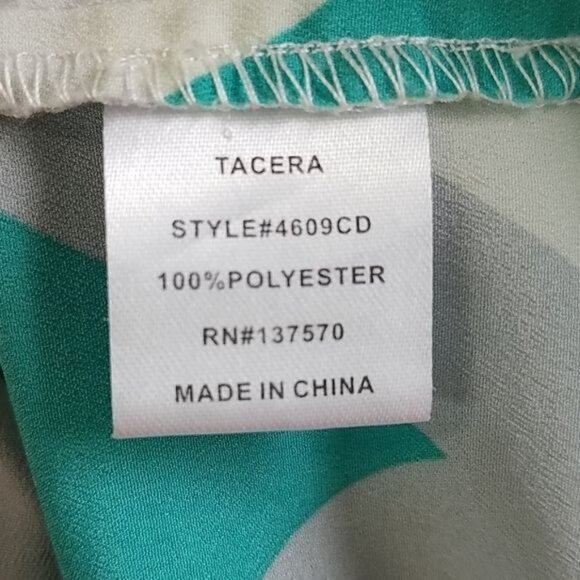 TACERA
STYLE#4609CD
100%POLYESTER
RN#137570
MADE IN CHINA